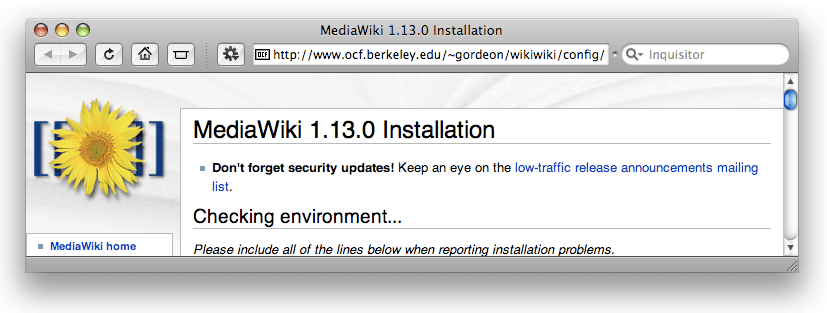 MediaWiki 1.13.0 Installation
OCF http://www.ocf.berkeley.edu/~gordeon/wikiwiki/config/ Inquisitor
MediaWiki 1.13.0 Installation
Don't forget security updates! Keep an eye on the low-traffic release announcements mailing
list.
Checking environment...
MediaWiki home
Please include all of the lines below when reporting installation problems.